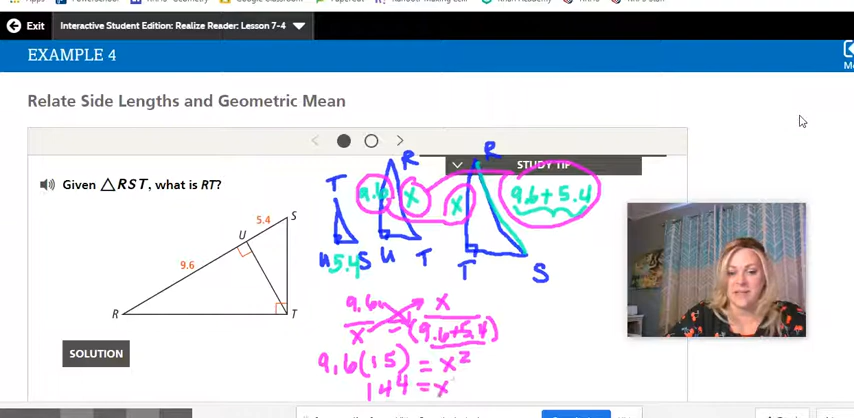 Exit
Interactive Student Edition: Realize Reader: Lesson 7-4
EXAMPLE 4
Relate Side Lengths and Geometric Mean
STUDY TIP
Given △RST, what is RT?
5.4
S
U
9.6
R
T
SOLUTION
T
U 5.4 S
R
9.6
x
U
T
R
x
9.6 + 5.4
T
S
9.6
x
x
(9.6+5.4)
9.6(15) = x²
144 = x